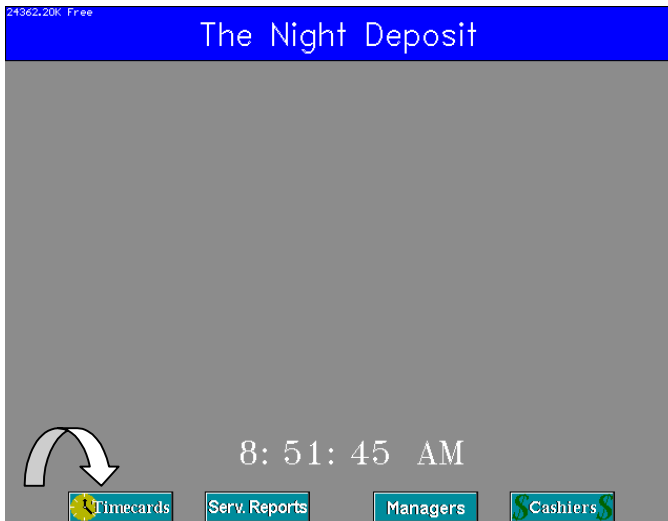 24362.20K Free
The Night Deposit
8:51:45 AM
Timecards Serv. Reports Managers $Cashiers$